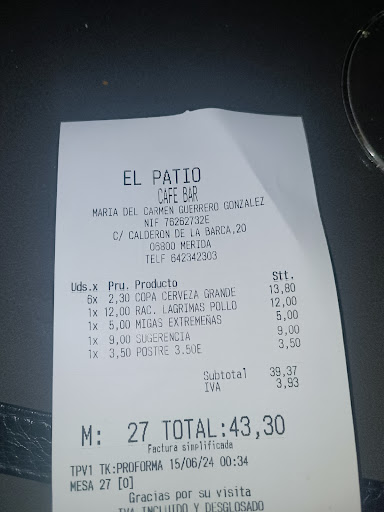 EL PATIO
CAFE BAR
MARIA DEL CARMEN GUERRERO GONZALEZ
NIF 76262732E
C/ CALDERON DE LA BARCA,20
06800 MERIDA
TELF 642342303
Uds.x Pru. Producto Stt.
6x 2,30 COPA CERVEZA GRANDE 13,80
1x 12,00 RAC. LAGRIMAS POLLO 12,00
1x 5,00 MIGAS EXTREMEÑAS 5,00
1x 9,00 SUGERENCIA 9,00
1x 3,50 POSTRE 3.50E 3,50
Subtotal 39,37
IVA 3,93
M: 27 TOTAL:43,30
Factura simplificada
TPV1 TK:PROFORMA 15/06/24 00:34
MESA 27 [0]
Gracias por su visita
IVA INCLUIDO Y DESGLOSADO